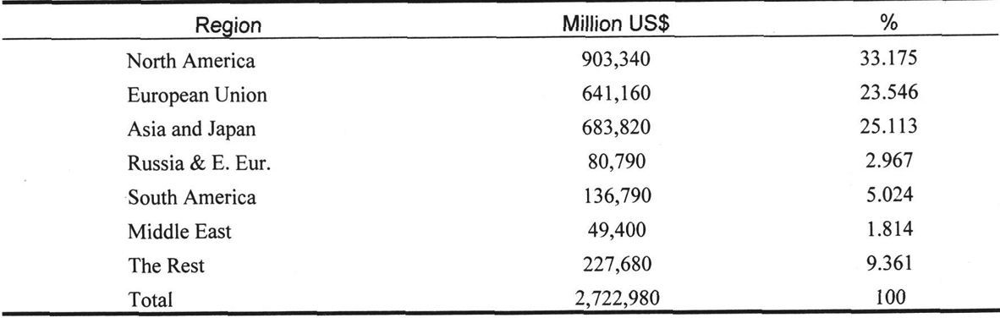 Region Million US$ %
North America 903,340 33.175
European Union 641,160 23.546
Asia and Japan 683,820 25.113
Russia & E. Eur. 80,790 2.967
South America 136,790 5.024
Middle East 49,400 1.814
The Rest 227,680 9.361
Total 2,722,980 100